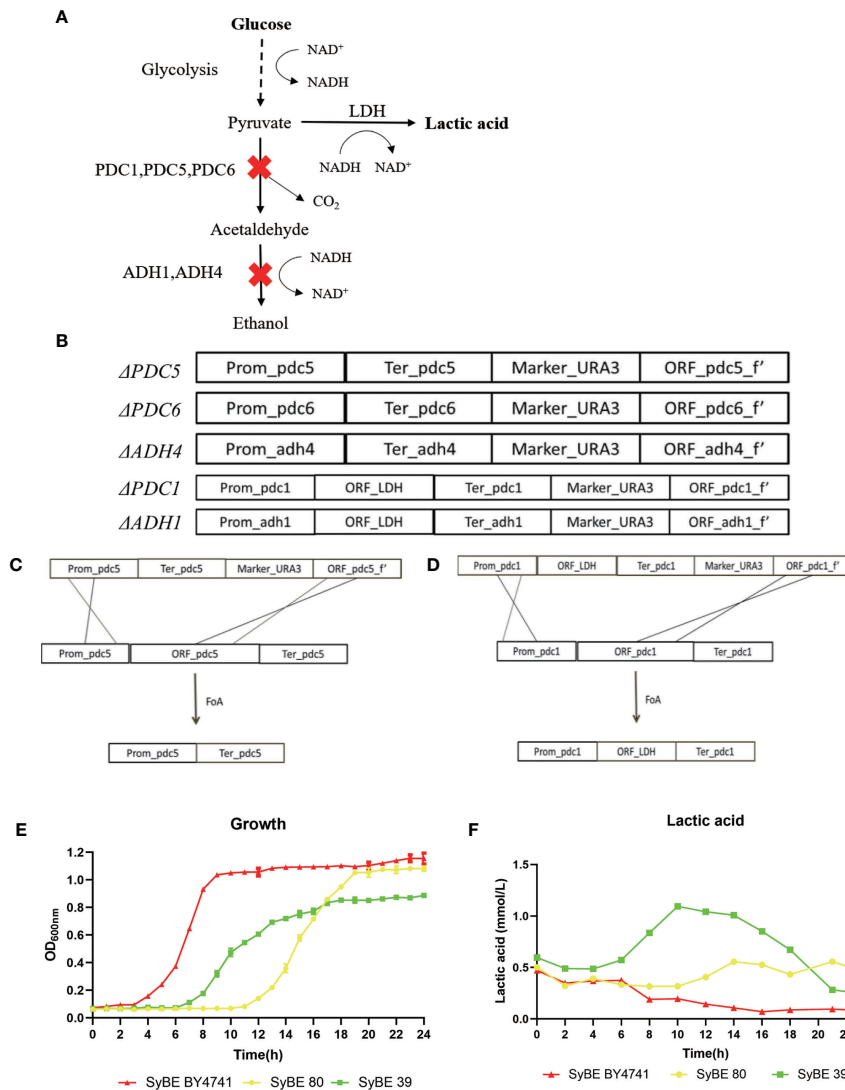 A
Glucose
NAD⁺
Glycolysis
NADH
LDH
Pyruvate
Lactic acid
NADH NAD⁺
PDC1,PDC5,PDC6
CO₂
Acetaldehyde
NADH
ADH1,ADH4
NAD⁺
Ethanol
B
ΔPDC5 Prom_pdc5 Ter_pdc5 Marker_URA3 ORF_pdc5_f’
ΔPDC6 Prom_pdc6 Ter_pdc6 Marker_URA3 ORF_pdc6_f’
ΔADH4 Prom_adh4 Ter_adh4 Marker_URA3 ORF_adh4_f’
ΔPDC1 Prom_pdc1 ORF_LDH Ter_pdc1 Marker_URA3 ORF_pdc1_f’
ΔADH1 Prom_adh1 ORF_LDH Ter_adh1 Marker_URA3 ORF_adh1_f’
C
Prom_pdc5 Ter_pdc5 Marker_URA3 ORF_pdc5_f’
Prom_pdc5 ORF_pdc5 Ter_pdc5
FoA
Prom_pdc5 Ter_pdc5
D
Prom_pdc1 ORF_LDH Ter_pdc1 Marker_URA3 ORF_pdc1_f’
Prom_pdc1 ORF_pdc1 Ter_pdc1
FoA
Prom_pdc1 ORF_LDH Ter_pdc1
E
Growth
1.2
1.0
0.8
0.6
0.4
0.2
0.0
OD600nm
0 2 4 6 8 10 12 14 16 18 20 22 24
Time(h)
SyBE BY4741 SyBE 80 SyBE 39
F
Lactic acid
1.5
1.0
0.5
0.0
Lactic acid (mmol/L)
0 2 4 6 8 10 12 14 16 18 20
Time(h)
SyBE BY4741 SyBE 80 SyBE 39